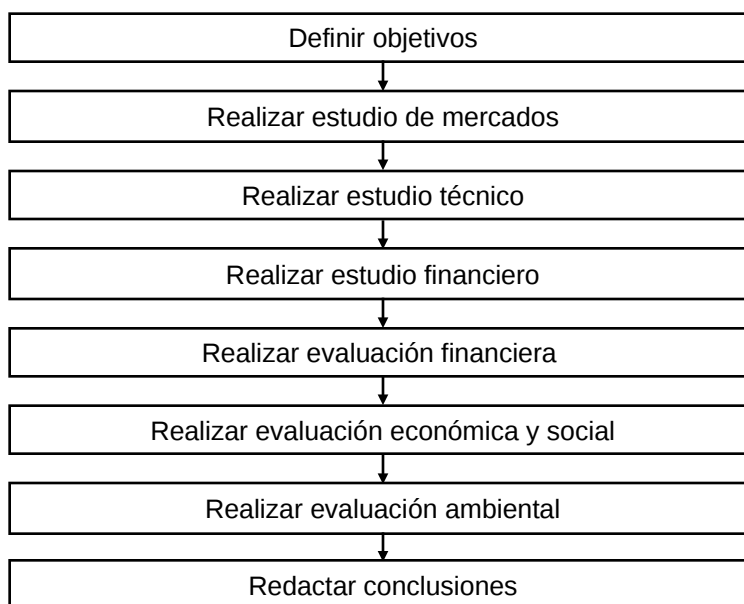 Definir objetivos
Realizar estudio de mercados
Realizar estudio técnico
Realizar estudio financiero
Realizar evaluación financiera
Realizar evaluación económica y social
Realizar evaluación ambiental
Redactar conclusiones